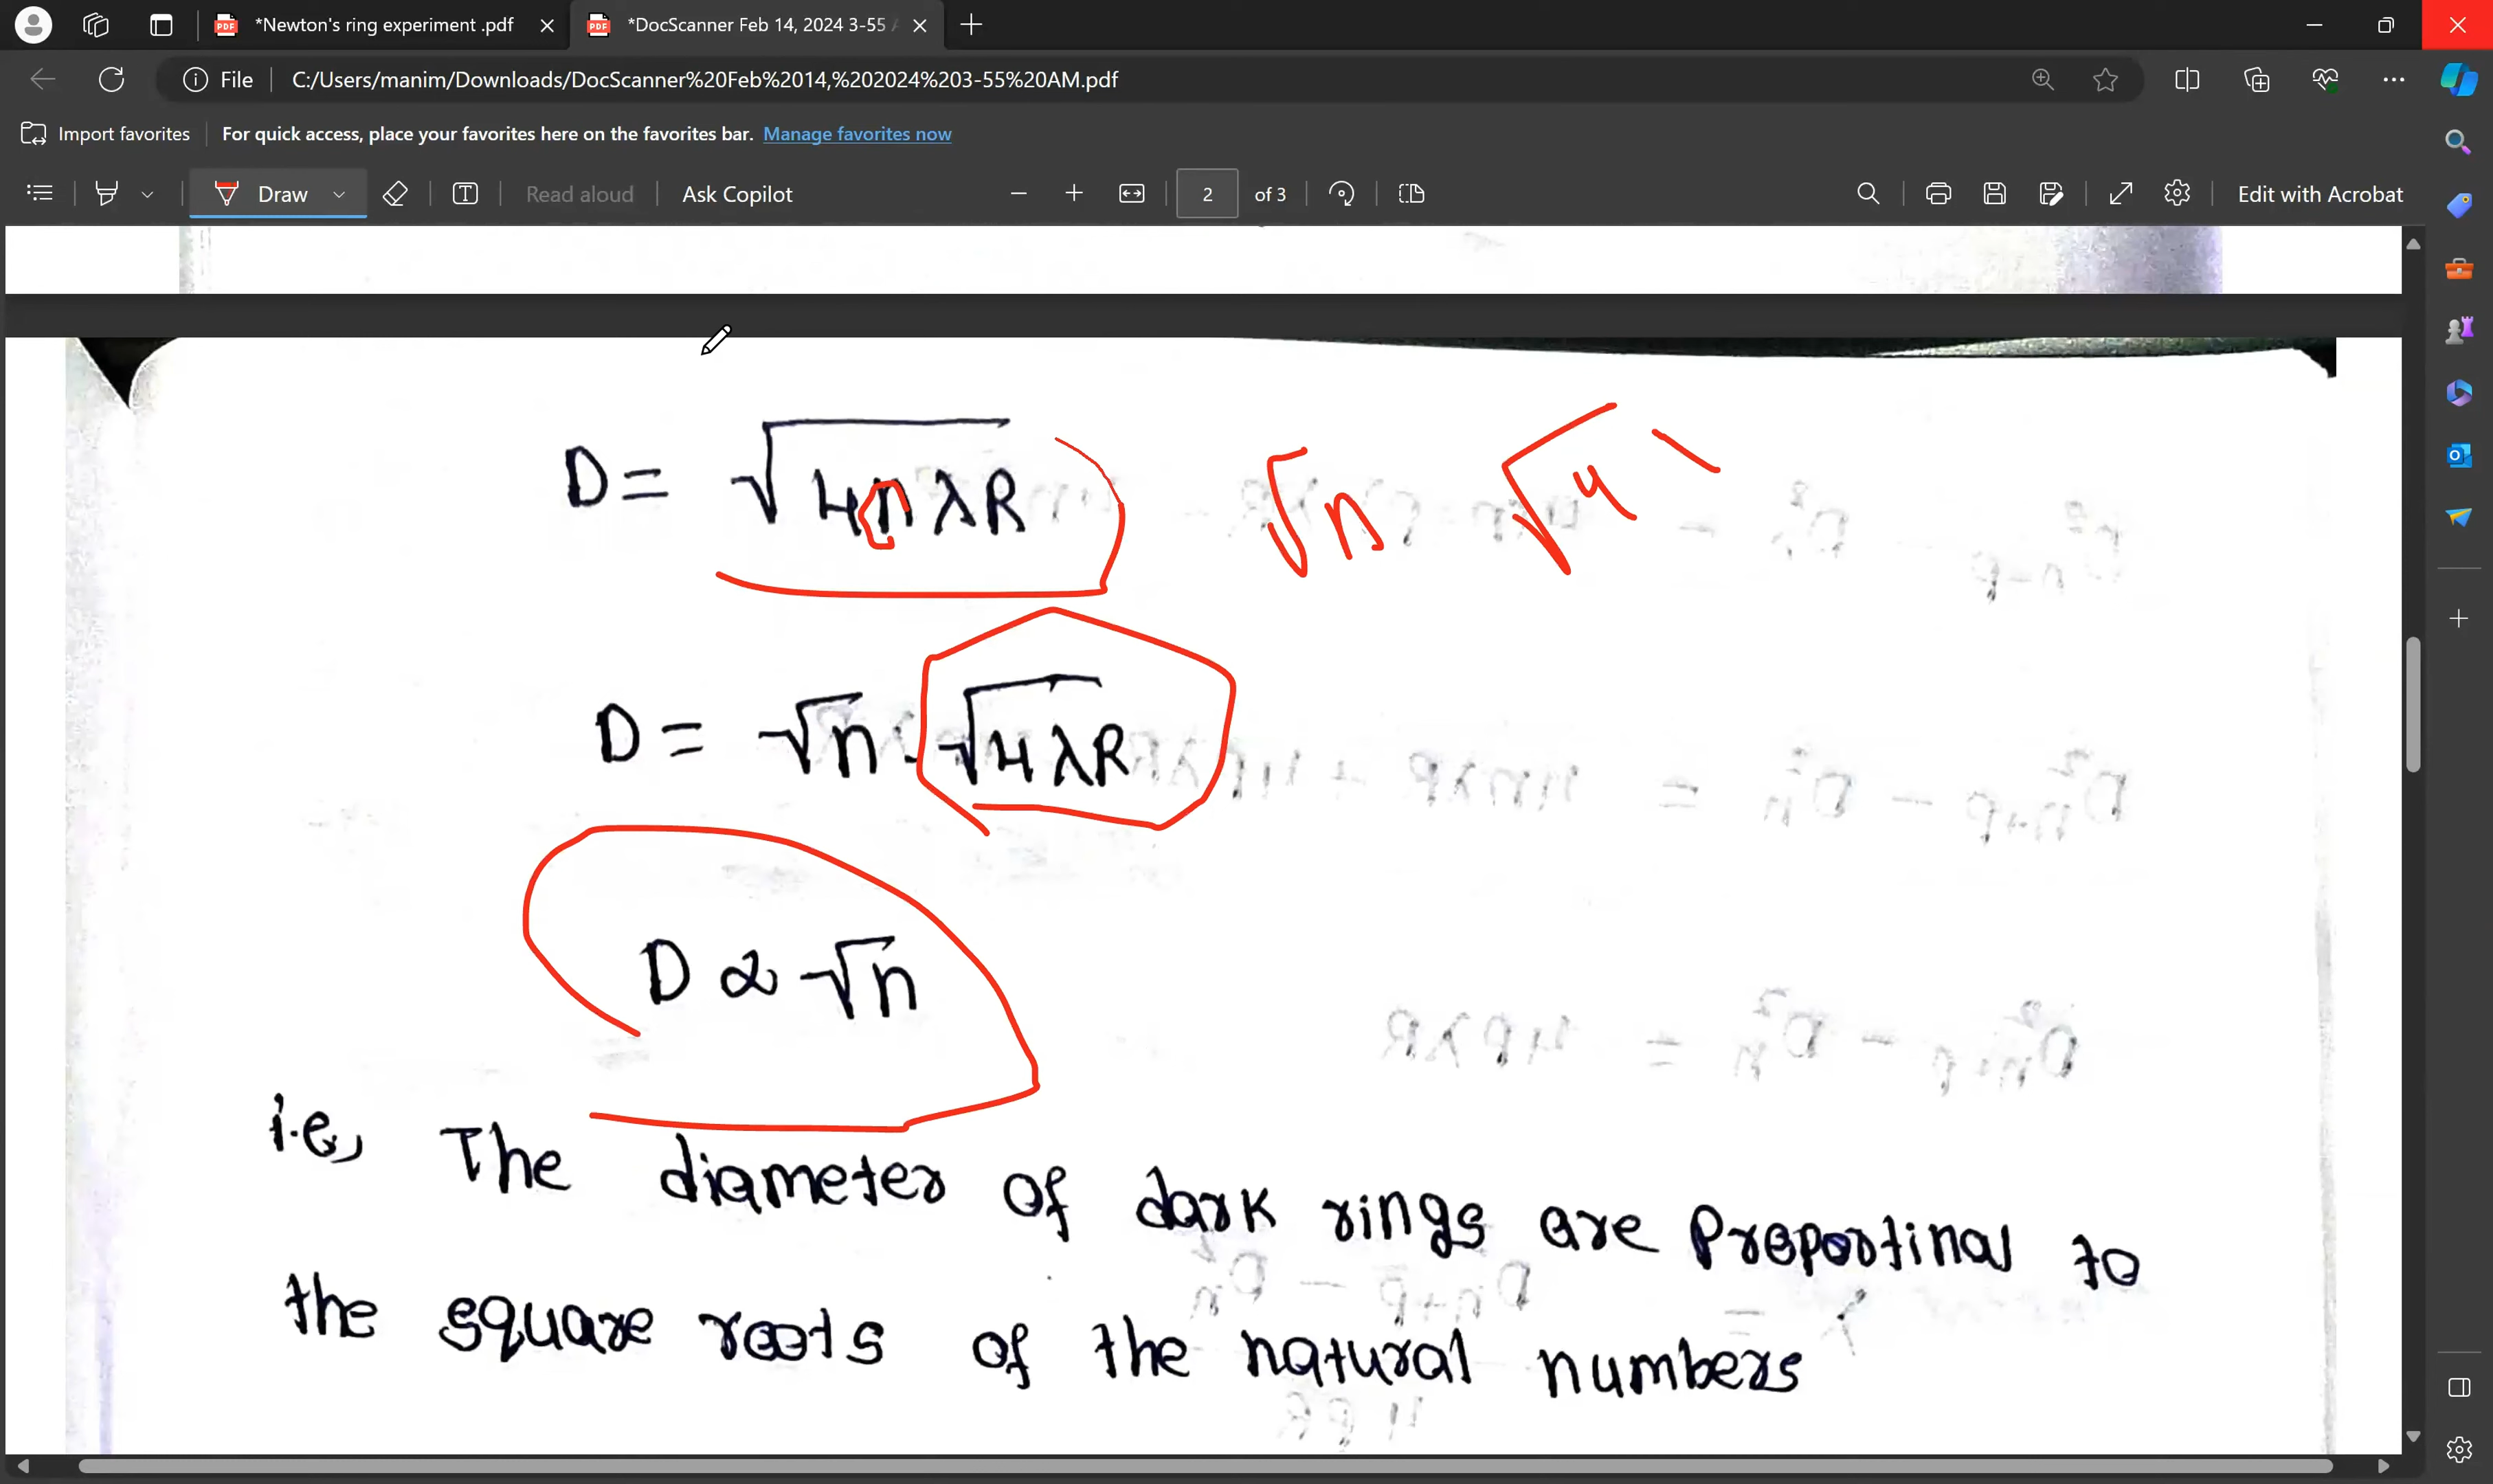 *Newton's ring experiment .pdf
*DocScanner Feb 14, 2024 3-55 A
File C:/Users/manim/Downloads/DocScanner%20Feb%2014,%202024%203-55%20AM.pdf
Import favorites For quick access, place your favorites here on the favorites bar. Manage favorites now
Draw Read aloud Ask Copilot 2 of 3 Edit with Acrobat
D = √4nλR √n √4
D = √n . √4λR
D ∝ √n
i.e, The diameter of dark rings are Proportinal to
the square roots of the natural numbers